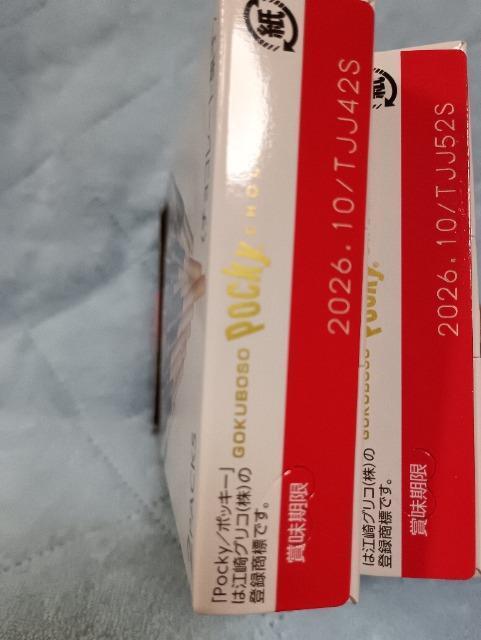 紙
2026.10/TJJ42S
賞味期限
GOKUBOSO Pocky
「Pocky/ポッキー」
は江崎グリコ(株)の
登録商標です。
PACKS
2026.10/TJJ52S
賞味期限
Pocky
は江崎グリコ(株)の
登録商標です。